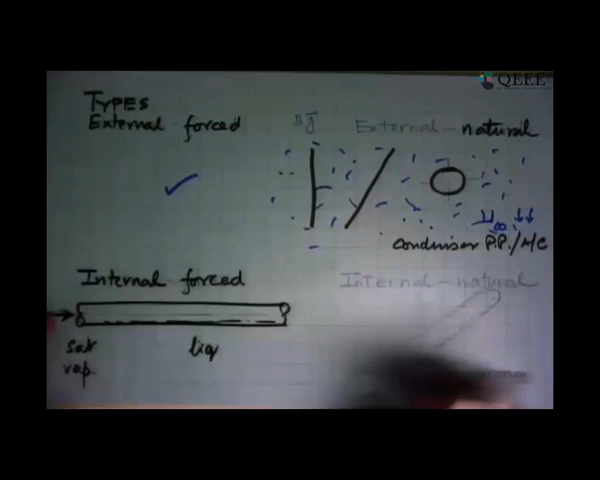 QEEE
TYPES
External forced
External - natural
Condenser P.P./A/C
Internal forced
Internal - natural
sat
vap.
liq